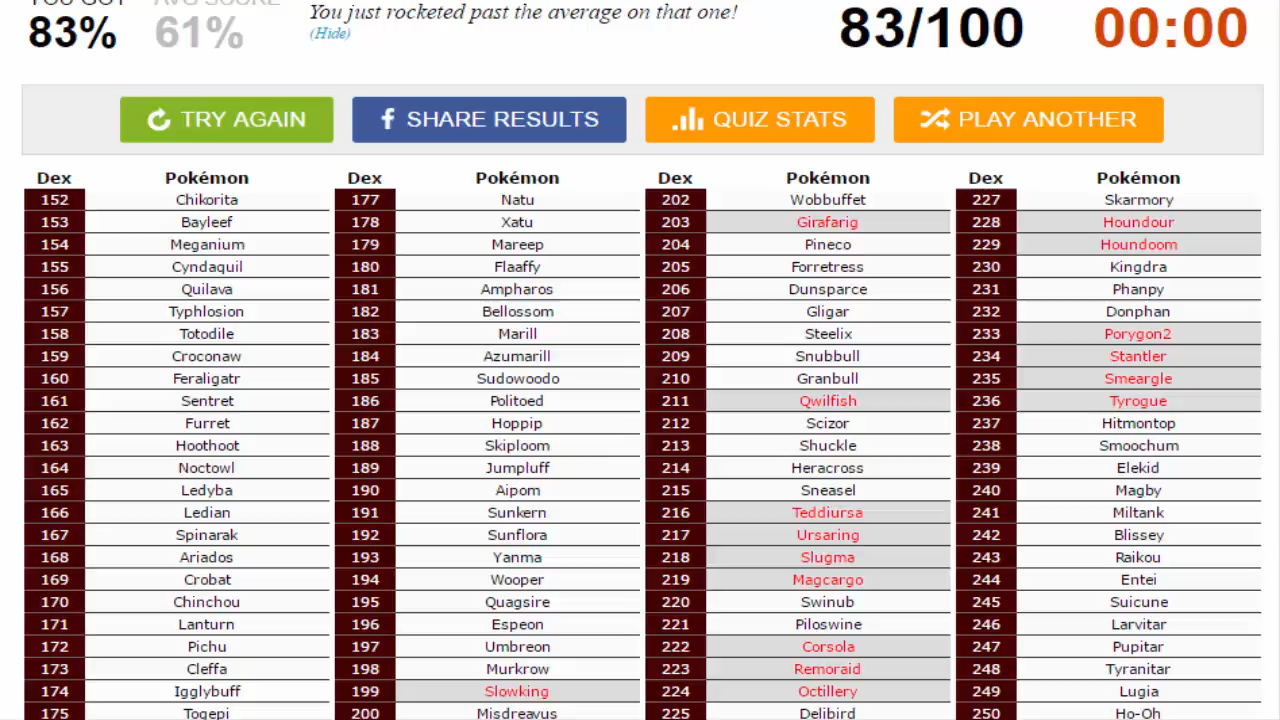 YOU GOT AVG SCORE
83% 61% You just rocketed past the average on that one! 83/100 00:00
(Hide)
TRY AGAIN SHARE RESULTS QUIZ STATS PLAY ANOTHER
Dex Pokémon Dex Pokémon Dex Pokémon Dex Pokémon
152 Chikorita 177 Natu 202 Wobbuffet 227 Skarmory
153 Bayleef 178 Xatu 203 Girafarig 228 Houndour
154 Meganium 179 Mareep 204 Pineco 229 Houndoom
155 Cyndaquil 180 Flaaffy 205 Forretress 230 Kingdra
156 Quilava 181 Ampharos 206 Dunsparce 231 Phanpy
157 Typhlosion 182 Bellossom 207 Gligar 232 Donphan
158 Totodile 183 Marill 208 Steelix 233 Porygon2
159 Croconaw 184 Azumarill 209 Snubbull 234 Stantler
160 Feraligatr 185 Sudowoodo 210 Granbull 235 Smeargle
161 Sentret 186 Politoed 211 Qwilfish 236 Tyrogue
162 Furret 187 Hoppip 212 Scizor 237 Hitmontop
163 Hoothoot 188 Skiploom 213 Shuckle 238 Smoochum
164 Noctowl 189 Jumpluff 214 Heracross 239 Elekid
165 Ledyba 190 Aipom 215 Sneasel 240 Magby
166 Ledian 191 Sunkern 216 Teddiursa 241 Miltank
167 Spinarak 192 Sunflora 217 Ursaring 242 Blissey
168 Ariados 193 Yanma 218 Slugma 243 Raikou
169 Crobat 194 Wooper 219 Magcargo 244 Entei
170 Chinchou 195 Quagsire 220 Swinub 245 Suicune
171 Lanturn 196 Espeon 221 Piloswine 246 Larvitar
172 Pichu 197 Umbreon 222 Corsola 247 Pupitar
173 Cleffa 198 Murkrow 223 Remoraid 248 Tyranitar
174 Igglybuff 199 Slowking 224 Octillery 249 Lugia
175 Togepi 200 Misdreavus 225 Delibird 250 Ho-Oh